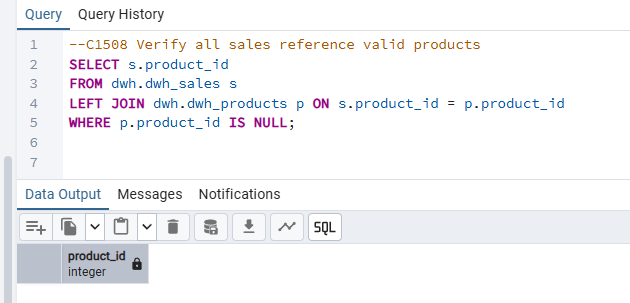 Query Query History
1 --C1508 Verify all sales reference valid products
2 SELECT s.product_id
3 FROM dwh.dwh_sales s
4 LEFT JOIN dwh.dwh_products p ON s.product_id = p.product_id
5 WHERE p.product_id IS NULL;
6
7
Data Output Messages Notifications
SQL
product_id
integer